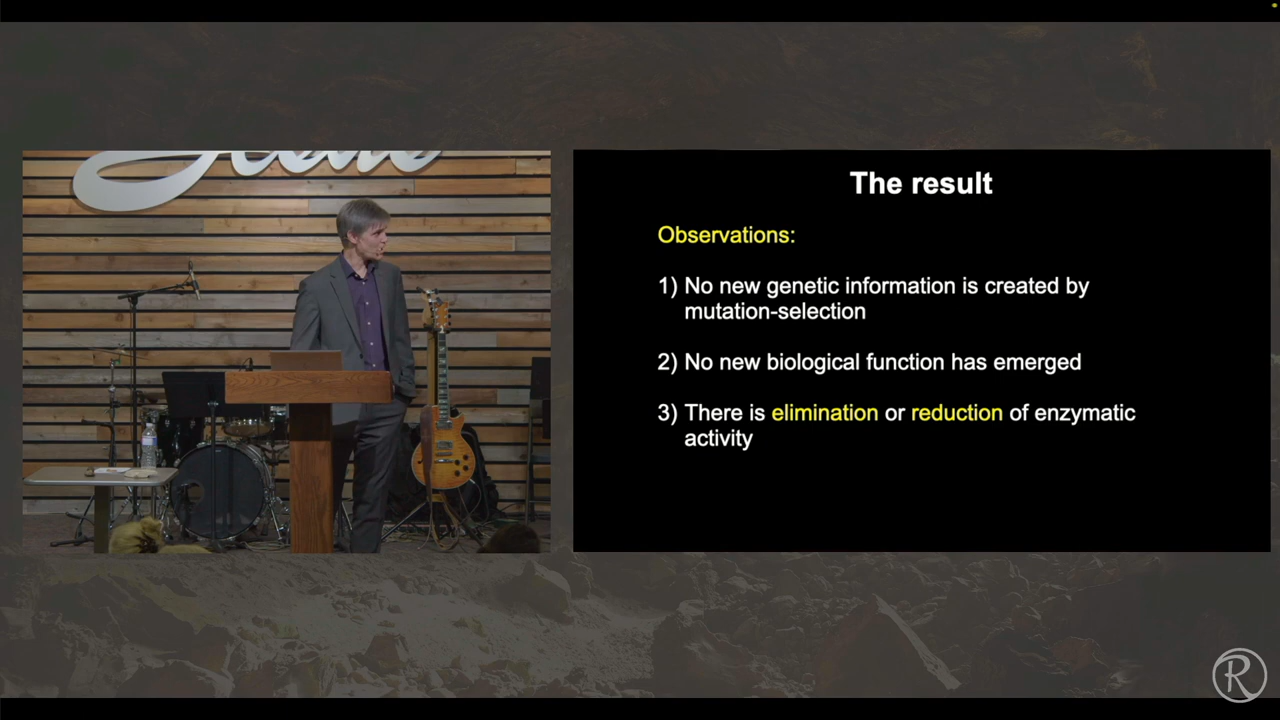 The result
Observations:
1) No new genetic information is created by
mutation-selection
2) No new biological function has emerged
3) There is elimination or reduction of enzymatic
activity
R